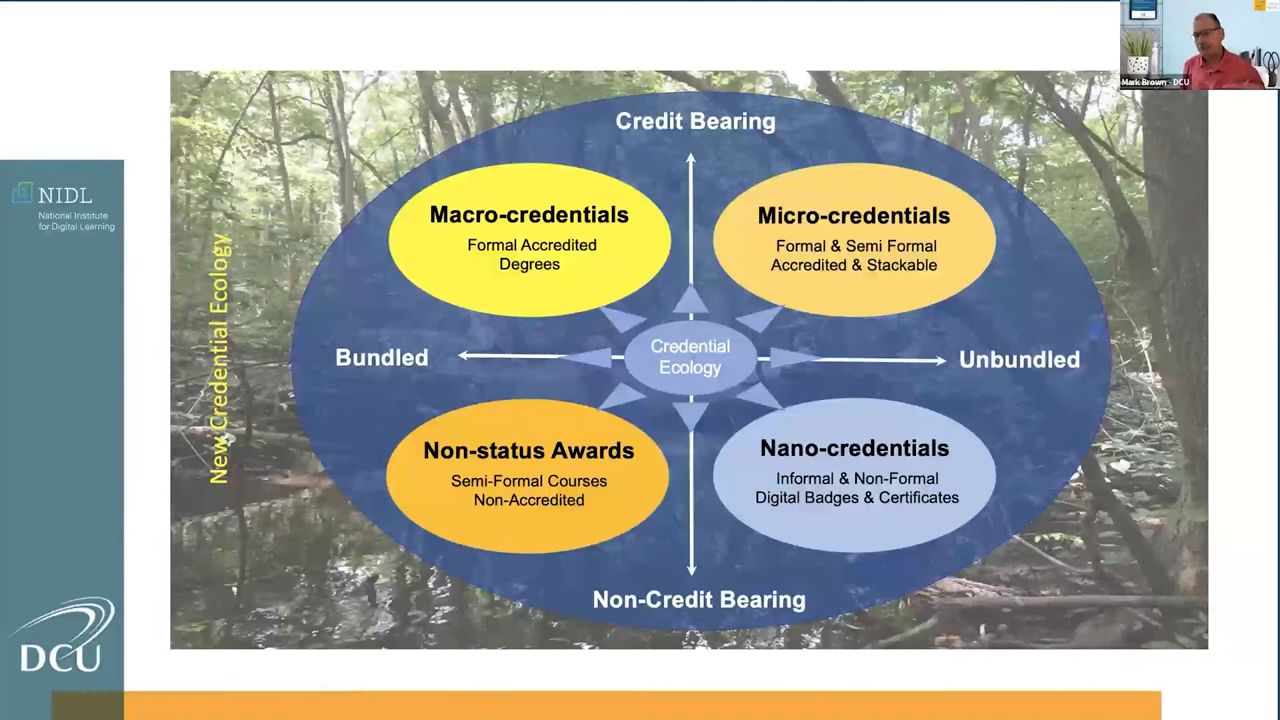 Mark Brown - DCU
NIDL
National Institute
for Digital Learning
New Credential Ecology
Credit Bearing
Macro-credentials
Formal Accredited
Degrees
Micro-credentials
Formal & Semi Formal
Accredited & Stackable
Bundled
Credential
Ecology
Unbundled
Non-status Awards
Semi-Formal Courses
Non-Accredited
Nano-credentials
Informal & Non-Formal
Digital Badges & Certificates
Non-Credit Bearing
DCU